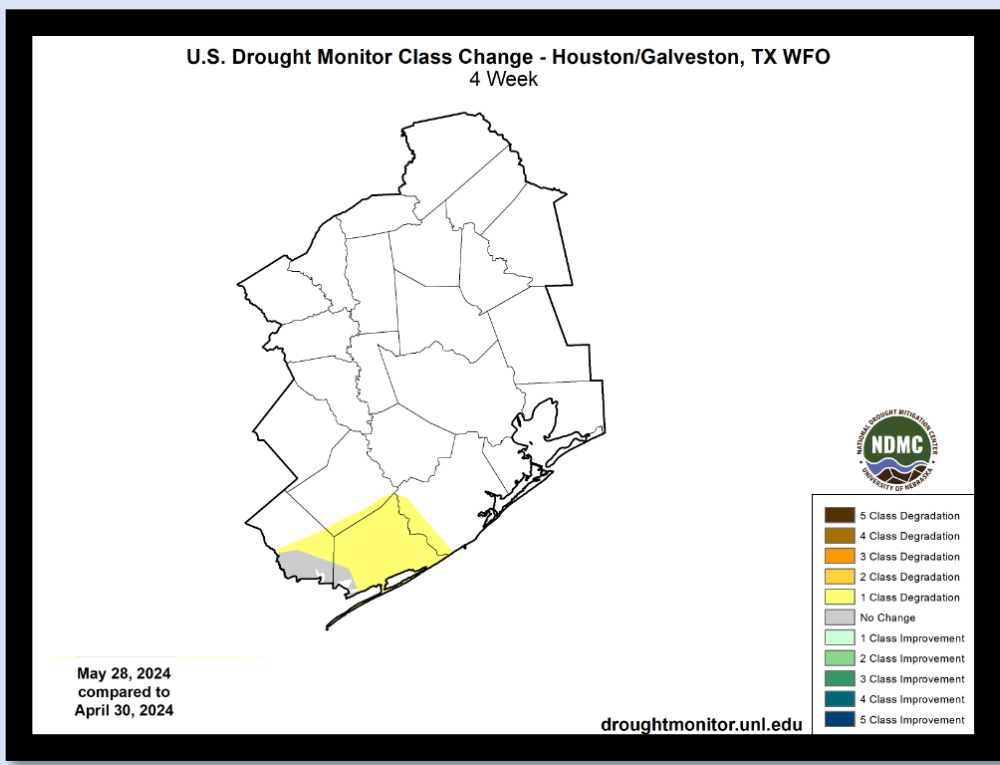 U.S. Drought Monitor Class Change - Houston/Galveston, TX WFO
4 Week
NATIONAL DROUGHT MITIGATION CENTER
NDMC
UNIVERSITY OF NEBRASKA
5 Class Degradation
4 Class Degradation
3 Class Degradation
2 Class Degradation
1 Class Degradation
No Change
1 Class Improvement
2 Class Improvement
3 Class Improvement
4 Class Improvement
5 Class Improvement
May 28, 2024
compared to
April 30, 2024
droughtmonitor.unl.edu